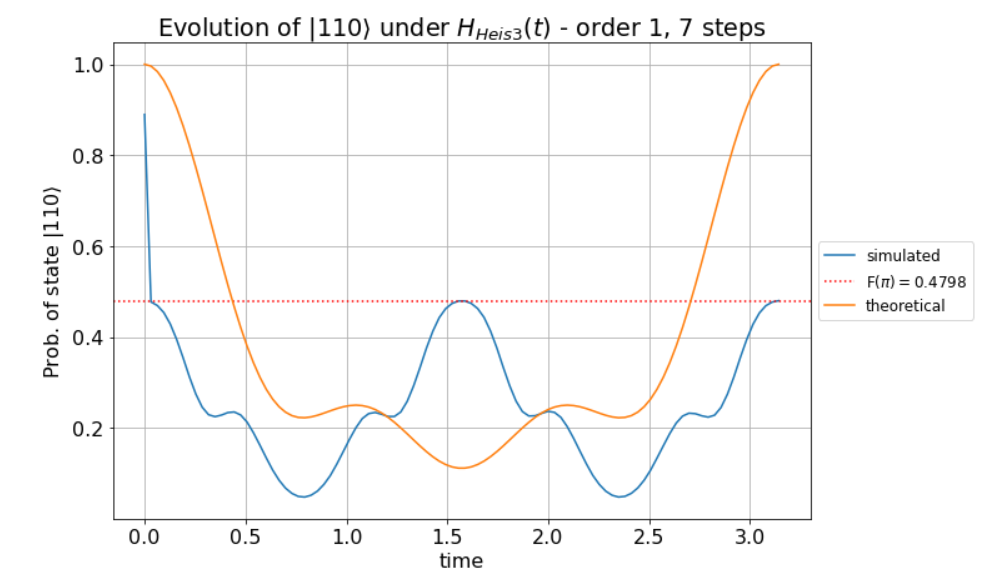 Evolution of |110⟩ under H_{Heis3}(t) - order 1, 7 steps
Prob. of state |110⟩
1.0
0.8
0.6
0.4
0.2
0.0 0.5 1.0 1.5 2.0 2.5 3.0
time
simulated
F(π) = 0.4798
theoretical